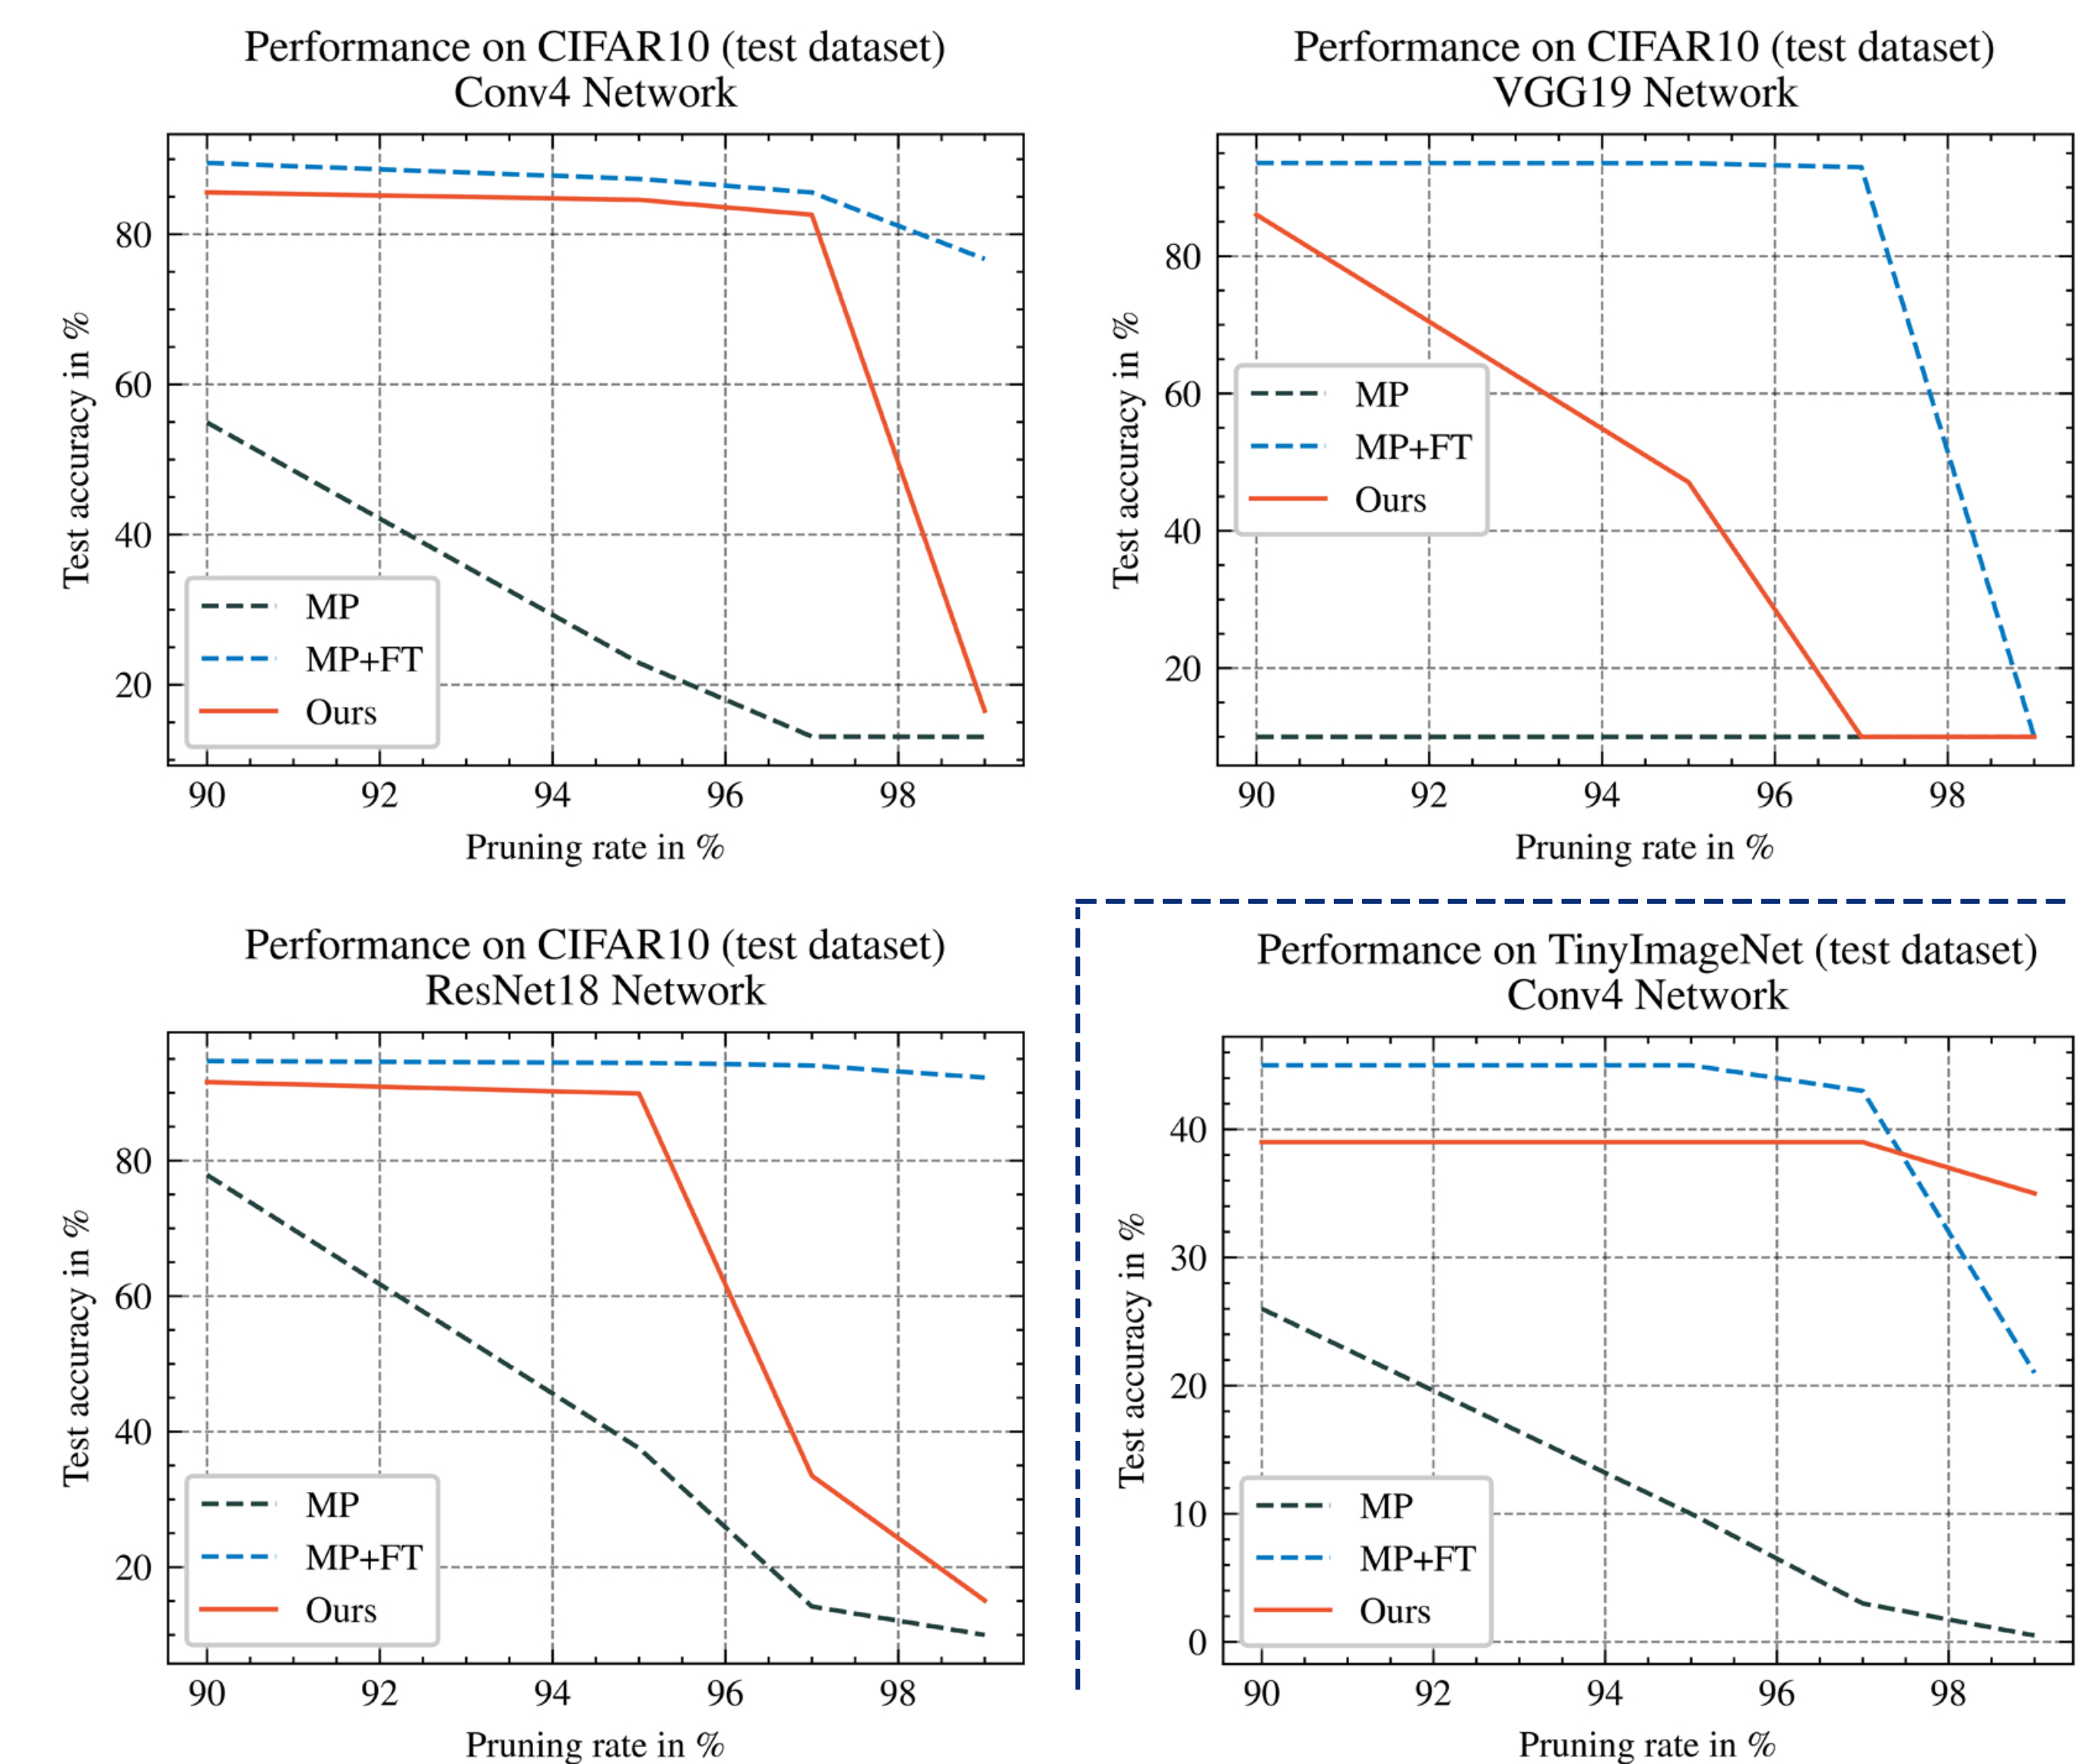 Performance on CIFAR10 (test dataset)
Conv4 Network
Test accuracy in %
80
60
40
20
MP
MP+FT
Ours
90 92 94 96 98
Pruning rate in %
Performance on CIFAR10 (test dataset)
VGG19 Network
Test accuracy in %
80
60
40
20
MP
MP+FT
Ours
90 92 94 96 98
Pruning rate in %
Performance on CIFAR10 (test dataset)
ResNet18 Network
Test accuracy in %
80
60
40
20
MP
MP+FT
Ours
90 92 94 96 98
Pruning rate in %
Performance on TinyImageNet (test dataset)
Conv4 Network
Test accuracy in %
40
30
20
10
0
MP
MP+FT
Ours
90 92 94 96 98
Pruning rate in %